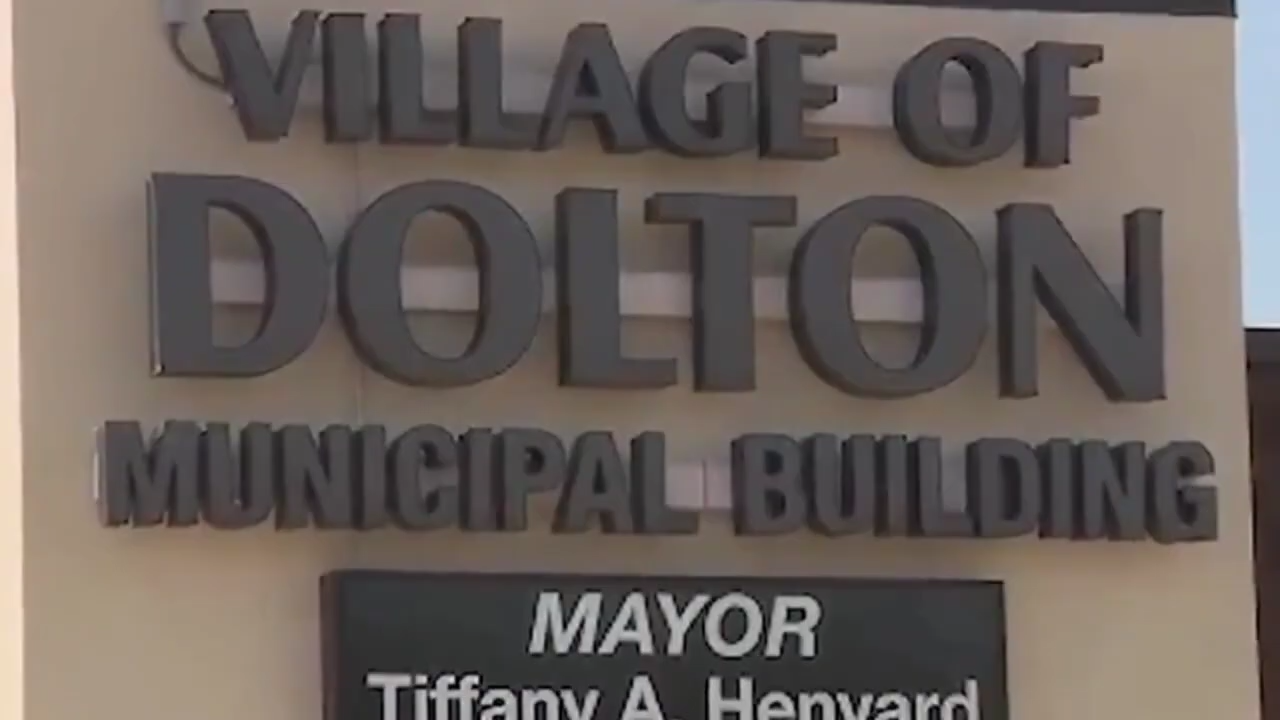 VILLAGE OF
DOLTON
MUNICIPAL BUILDING
MAYOR
Tiffany A. Henyard